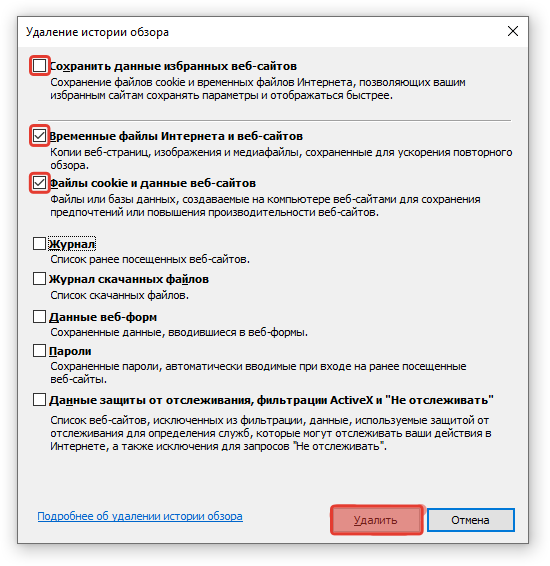 Удаление истории обзора
Сохранить данные избранных веб-сайтов
Сохранение файлов cookie и временных файлов Интернета, позволяющих вашим
избранным сайтам сохранять параметры и отображаться быстрее.
Временные файлы Интернета и веб-сайтов
Копии веб-страниц, изображения и медиафайлы, сохраненные для ускорения повторного
обзора.
Файлы cookie и данные веб-сайтов
Файлы или базы данных, создаваемые на компьютере веб-сайтами для сохранения
предпочтений или повышения производительности веб-сайтов.
Журнал
Список ранее посещенных веб-сайтов.
Журнал скачанных файлов
Список скачанных файлов.
Данные веб-форм
Сохраненные данные, вводившиеся в веб-формы.
Пароли
Сохраненные пароли, автоматически вводимые при входе на ранее посещенные
веб-сайты.
Данные защиты от отслеживания, фильтрации ActiveX и "Не отслеживать"
Список веб-сайтов, исключенных из фильтрации, данные, используемые защитой от
отслеживания для определения служб, которые могут отслеживать ваши действия в
Интернете, а также исключения для запросов "Не отслеживать".
Подробнее об удалении истории обзора
Удалить
Отмена